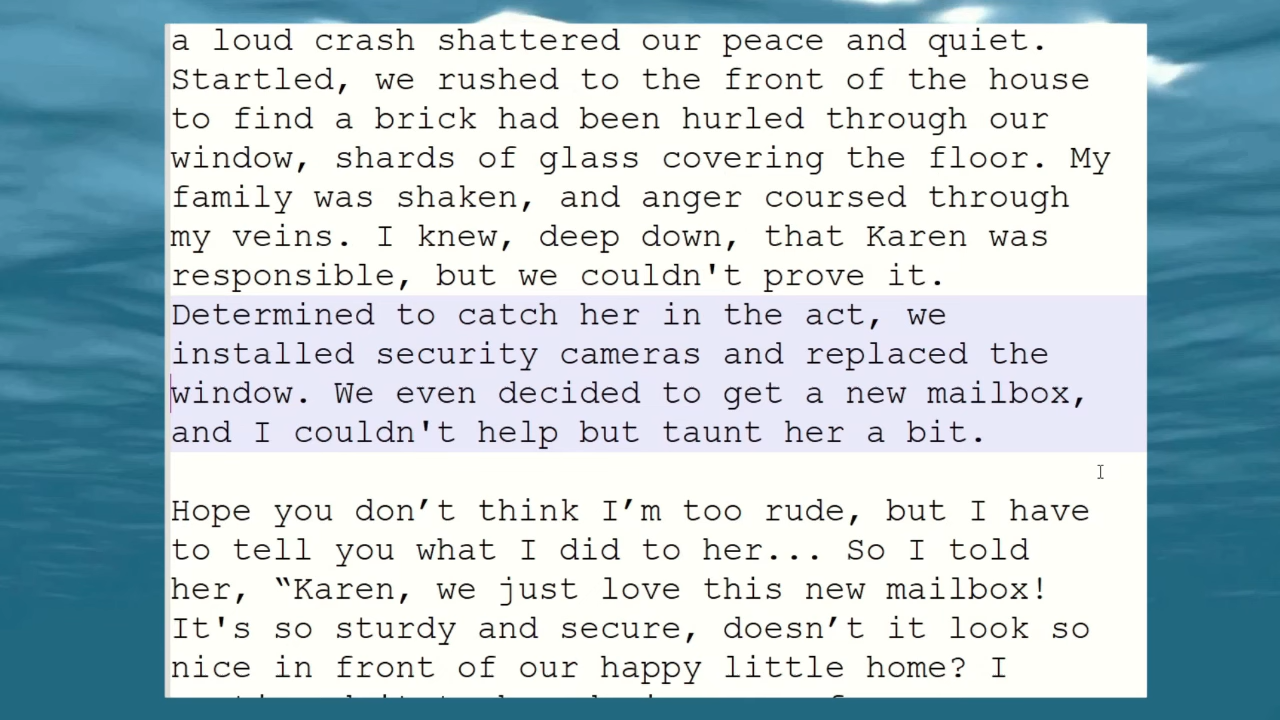 a loud crash shattered our peace and quiet.
Startled, we rushed to the front of the house
to find a brick had been hurled through our
window, shards of glass covering the floor. My
family was shaken, and anger coursed through
my veins. I knew, deep down, that Karen was
responsible, but we couldn't prove it.
Determined to catch her in the act, we
installed security cameras and replaced the
window. We even decided to get a new mailbox,
and I couldn't help but taunt her a bit.
Hope you don’t think I’m too rude, but I have
to tell you what I did to her... So I told
her, “Karen, we just love this new mailbox!
It's so sturdy and secure, doesn’t it look so
nice in front of our happy little home? I